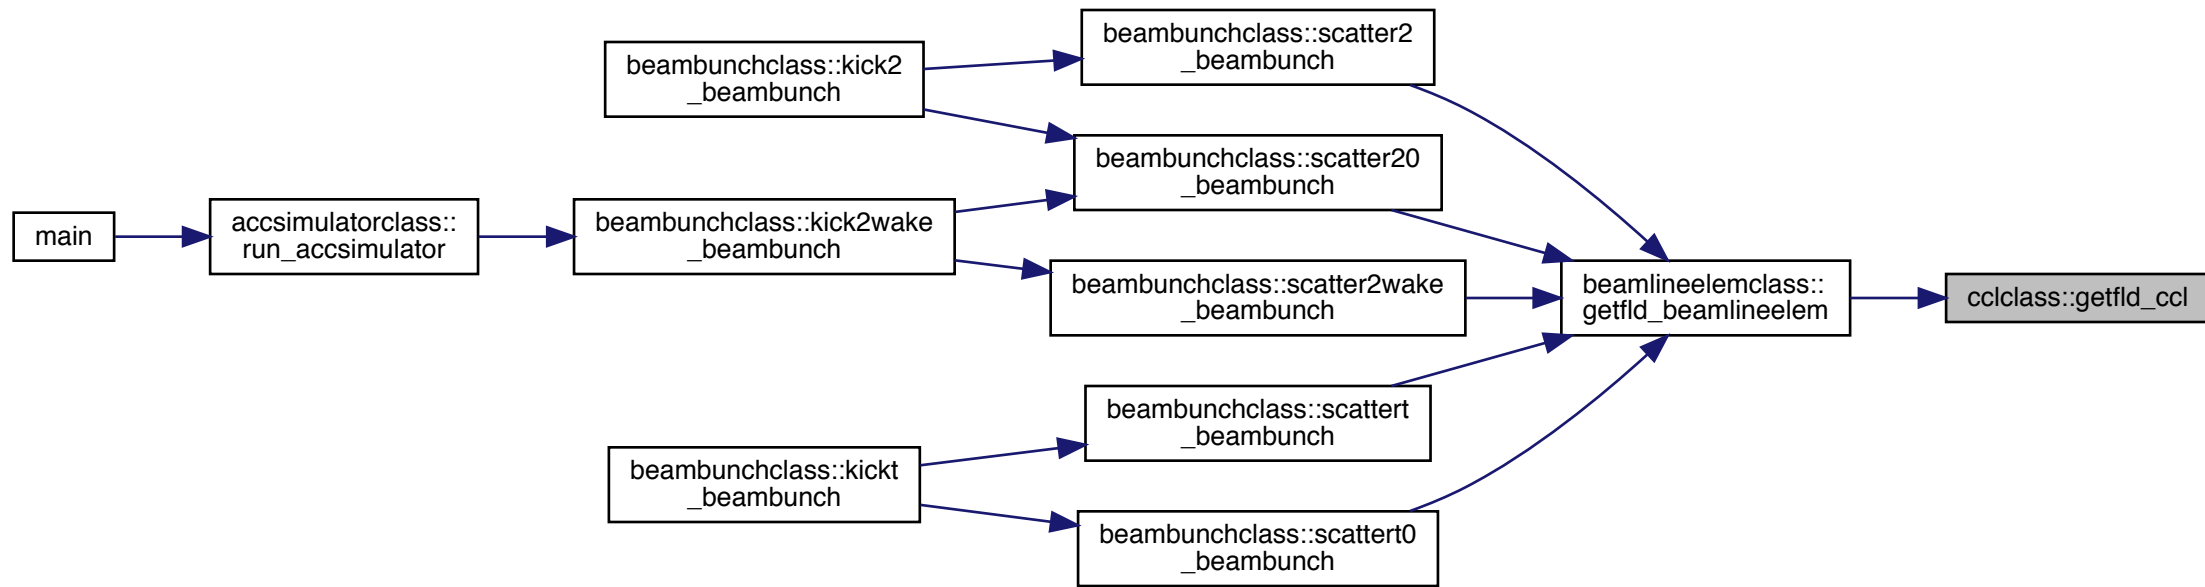 main
accsimulatorclass::
run_accsimulator
beambunchclass::kick2
_beambunch
beambunchclass::kick2wake
_beambunch
beambunchclass::kickt
_beambunch
beambunchclass::scatter2
_beambunch
beambunchclass::scatter20
_beambunch
beambunchclass::scatter2wake
_beambunch
beambunchclass::scattert
_beambunch
beambunchclass::scattert0
_beambunch
beamlineelemclass::
getfld_beamlineelem
cclclass::getfld_ccl